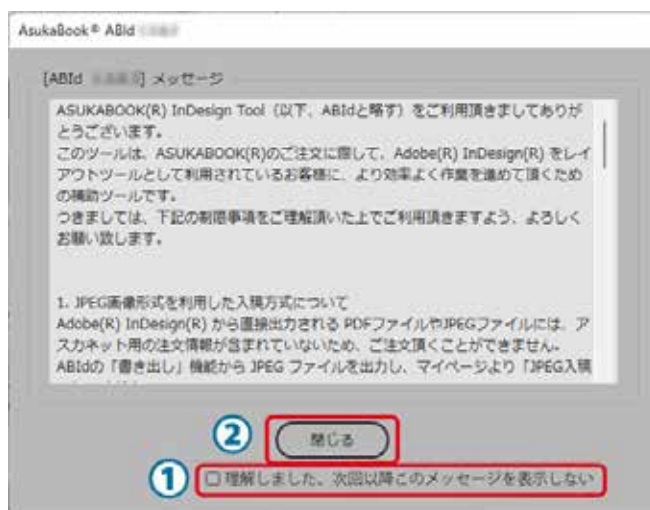 AsukaBook® ABId
[ABId ] メッセージ
ASUKABOOK(R) InDesign Tool (以下、ABIdと略す) をご利用頂きましてありが
とうございます。
このツールは、ASUKABOOK(R)のご注文に際して、Adobe(R) InDesign(R) をレイ
アウトツールとして利用されているお客様に、より効率よく作業を進めて頂くため
の補助ツールです。
つきましては、下記の制限事項をご理解頂いた上でご利用頂きますよう、よろしく
お願い致します。
1. JPEG画像形式を利用した入稿方式について
Adobe(R) InDesign(R) から直接出力される PDFファイルやJPEGファイルには、ア
スカネット用の注文情報が含まれていないため、ご注文頂くことができません。
ABIdの「書き出し」機能から JPEG ファイルを出力し、マイページより「JPEG入稿
② 閉じる
① 理解しました、次回以降このメッセージを表示しない